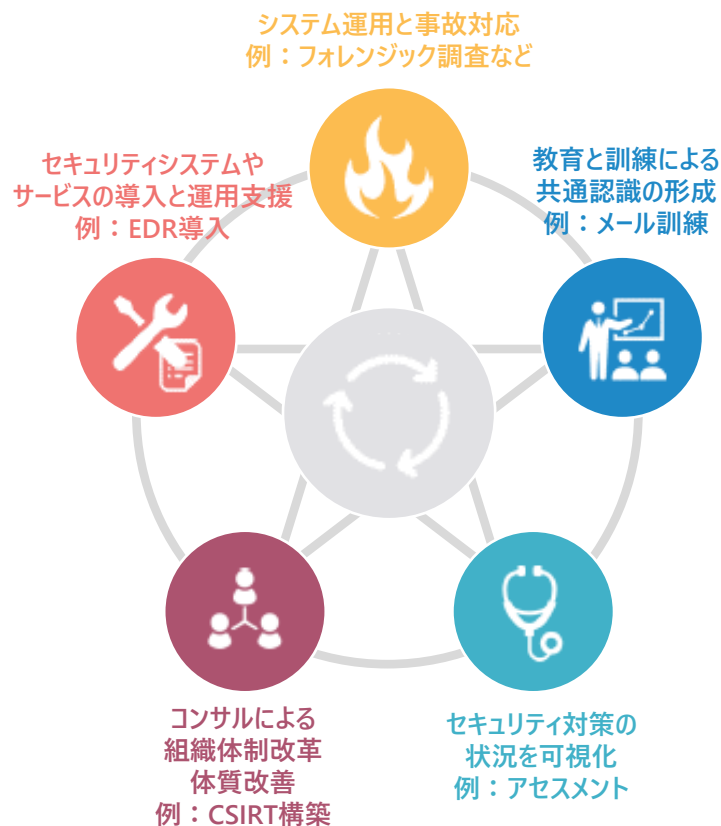 システム運用と事故対応
例：フォレンジック調査など
セキュリティシステムや
サービスの導入と運用支援
例：EDR導入
教育と訓練による
共通認識の形成
例：メール訓練
コンサルによる
組織体制改革
体質改善
例：CSIRT構築
セキュリティ対策の
状況を可視化
例：アセスメント